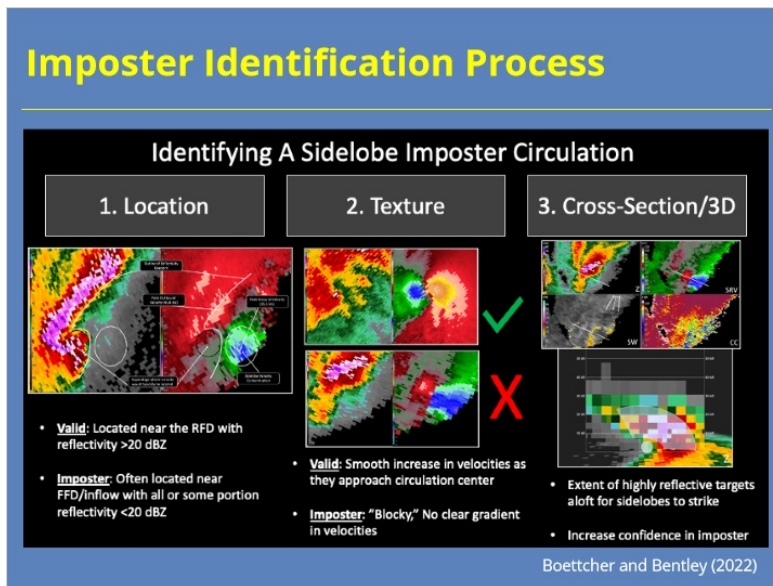 Imposter Identification Process
Identifying A Sidelobe Imposter Circulation
1. Location
2. Texture
3. Cross-Section/3D
Z
SRV
SW
CC
• Valid: Located near the RFD with
reflectivity >20 dBZ
• Imposter: Often located near
FFD/inflow with all or some portion
reflectivity <20 dBZ
• Valid: Smooth increase in velocities as
they approach circulation center
• Imposter: "Blocky," No clear gradient
in velocities
• Extent of highly reflective targets
aloft for sidelobes to strike
• Increase confidence in imposter
Boettcher and Bentley (2022)